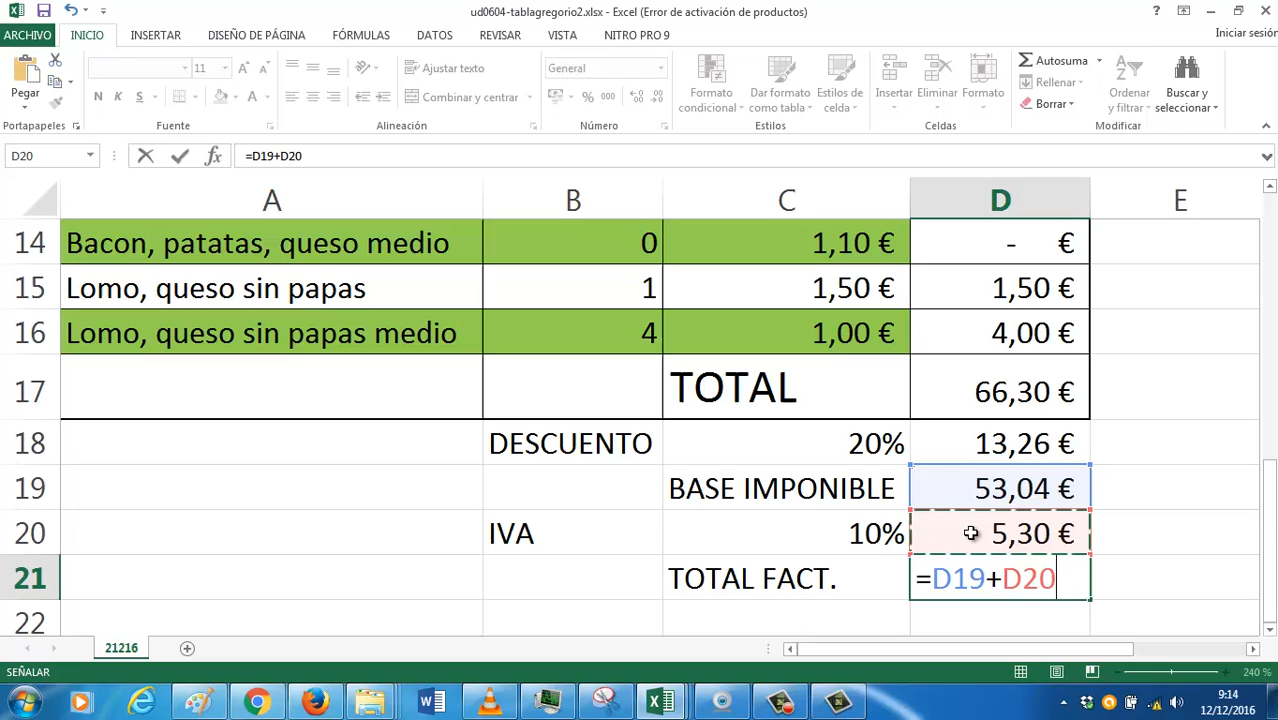 ud0604-tablagregorio2.xlsx - Excel (Error de activación de productos)
ARCHIVO INICIO INSERTAR DISEÑO DE PÁGINA FÓRMULAS DATOS REVISAR VISTA NITRO PRO 9 Iniciar sesión
Pegar
Portapapeles
11
N K S
Fuente
Ajustar texto
Combinar y centrar
Alineación
General
% 000
Número
Formato condicional
Dar formato como tabla
Estilos de celda
Estilos
Insertar Eliminar Formato
Celdas
Autosuma
Rellenar
Borrar
Ordenar y filtrar
Buscar y seleccionar
Modificar
D20 fx =D19+D20
A B C D E
14 Bacon, patatas, queso medio 0 1,10 € - €
15 Lomo, queso sin papas 1 1,50 € 1,50 €
16 Lomo, queso sin papas medio 4 1,00 € 4,00 €
17 TOTAL 66,30 €
18 DESCUENTO 20% 13,26 €
19 BASE IMPONIBLE 53,04 €
20 IVA 10% 5,30 €
21 TOTAL FACT. =D19+D20
22
21216
SEÑALAR 240 %
9:14
12/12/2016